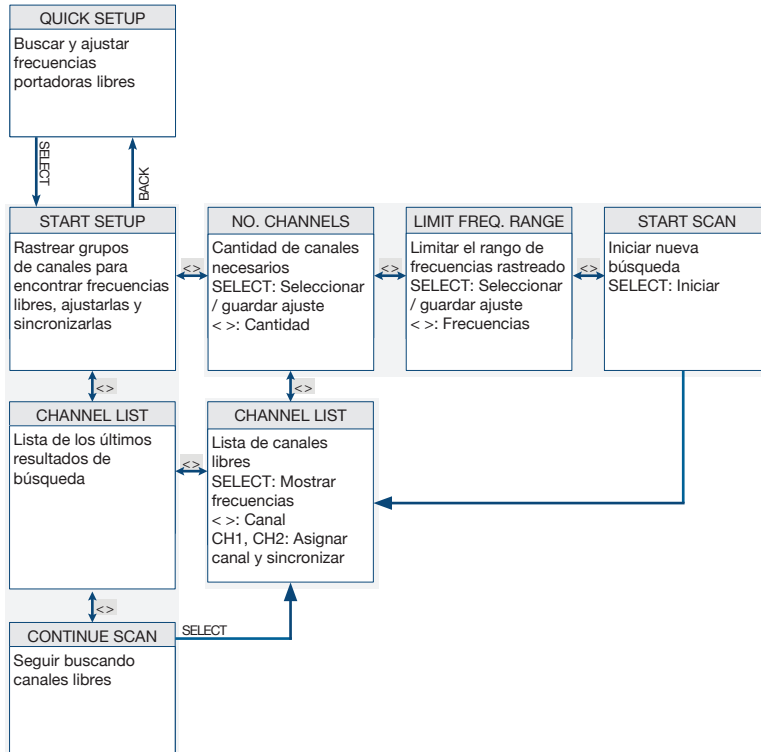 QUICK SETUP
Buscar y ajustar
frecuencias
portadoras libres
SELECT
BACK
START SETUP
Rastrear grupos
de canales para
encontrar frecuencias
libres, ajustarlas y
sincronizarlas
<>
NO. CHANNELS
Cantidad de canales
necesarios
SELECT: Seleccionar
/ guardar ajuste
< >: Cantidad
<>
LIMIT FREQ. RANGE
Limitar el rango de
frecuencias rastreado
SELECT: Seleccionar
/ guardar ajuste
< >: Frecuencias
<>
START SCAN
Iniciar nueva
búsqueda
SELECT: Iniciar
<>
<>
CHANNEL LIST
Lista de los últimos
resultados de
búsqueda
<>
CHANNEL LIST
Lista de canales
libres
SELECT: Mostrar
frecuencias
< >: Canal
CH1, CH2: Asignar
canal y sincronizar
<>
CONTINUE SCAN
Seguir buscando
canales libres
SELECT